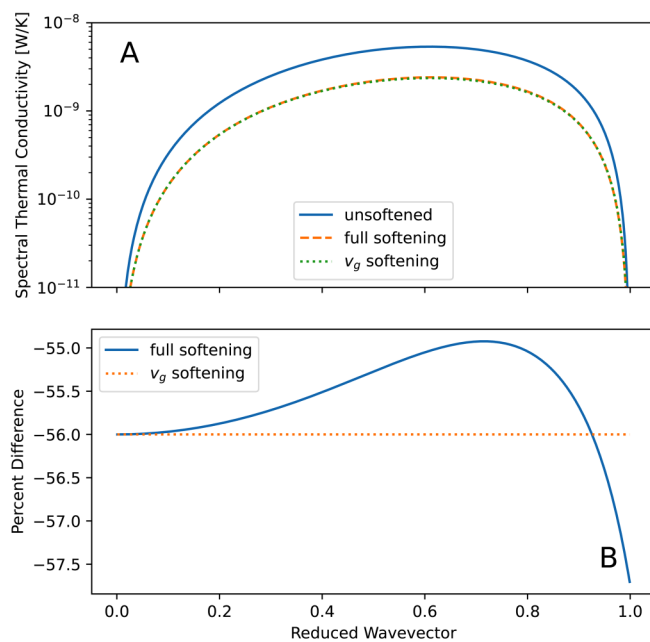 10⁻⁸
A
10⁻⁹
10⁻¹⁰
10⁻¹¹
Spectral Thermal Conductivity [W/K]
unsoftened
full softening
v_g softening
full softening
v_g softening
−55.0
−55.5
−56.0
−56.5
−57.0
−57.5
Percent Difference
B
0.0 0.2 0.4 0.6 0.8 1.0
Reduced Wavevector